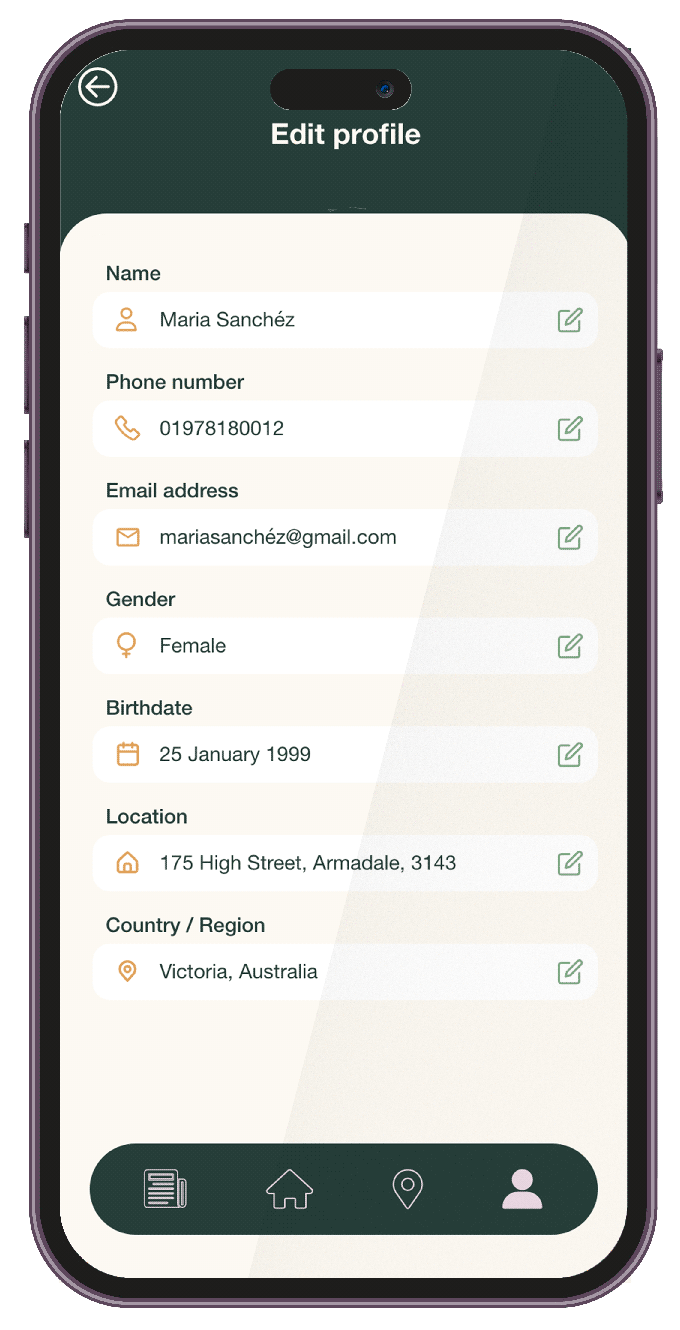 Edit profile
Name
Maria Sanchéz
Phone number
01978180012
Email address
mariasanchéz@gmail.com
Gender
Female
Birthdate
25 January 1999
Location
175 High Street, Armadale, 3143
Country / Region
Victoria, Australia